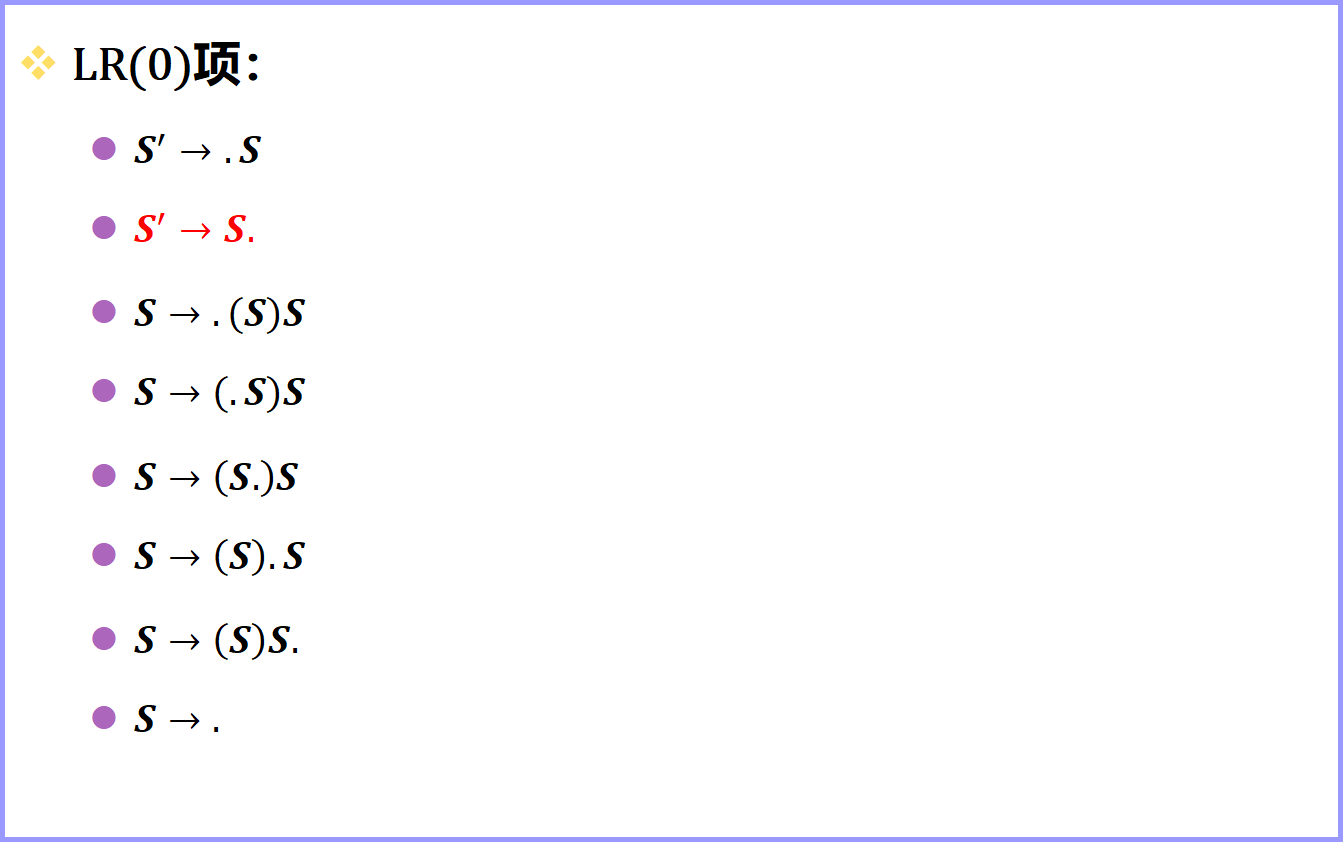 LR(0)项：
S′ → . S
S′ → S.
S → . (S)S
S → (. S)S
S → (S.)S
S → (S). S
S → (S)S.
S → .